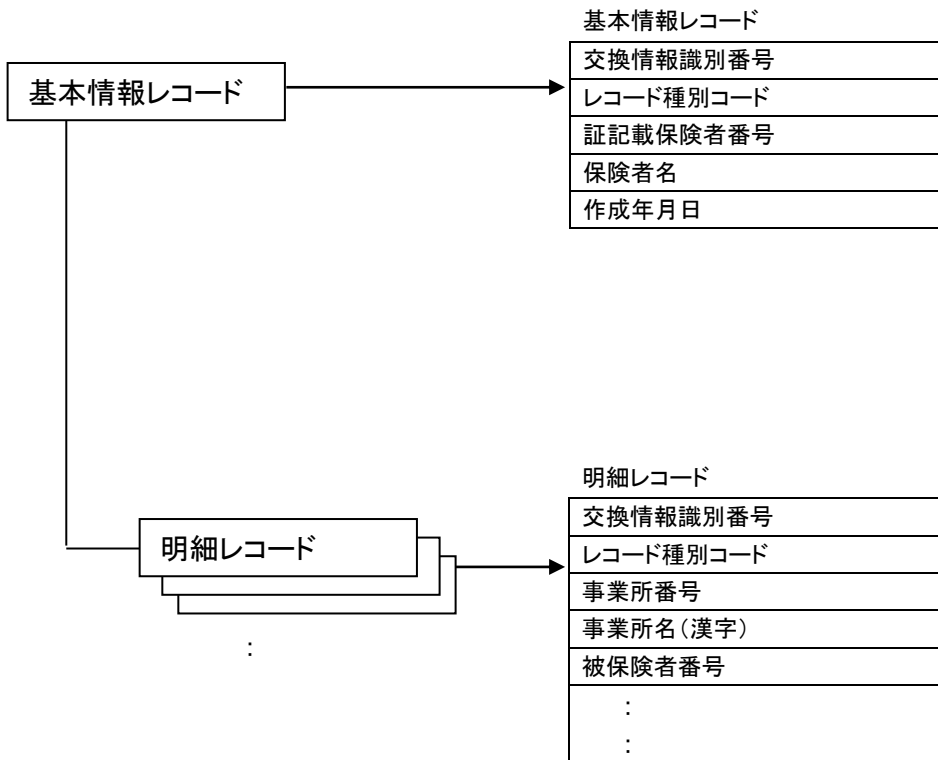 基本情報レコード
基本情報レコード
交換情報識別番号
レコード種別コード
証記載保険者番号
保険者名
作成年月日
明細レコード
明細レコード
交換情報識別番号
レコード種別コード
事業所番号
事業所名（漢字）
被保険者番号
：
：
：